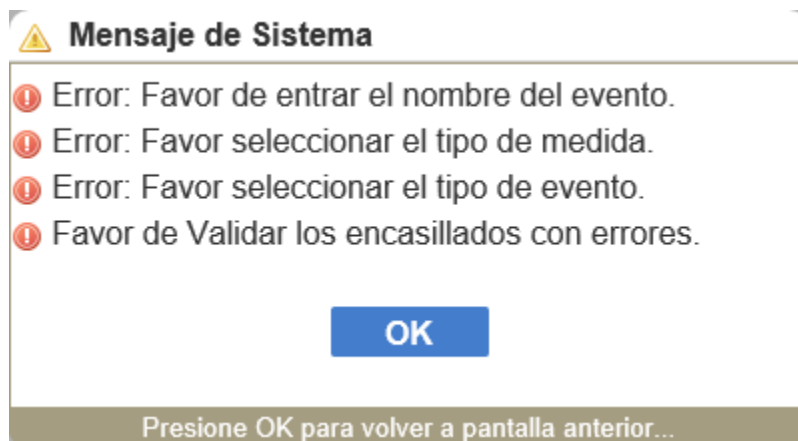 Mensaje de Sistema
Error: Favor de entrar el nombre del evento.
Error: Favor seleccionar el tipo de medida.
Error: Favor seleccionar el tipo de evento.
Favor de Validar los encasillados con errores.
OK
Presione OK para volver a pantalla anterior...